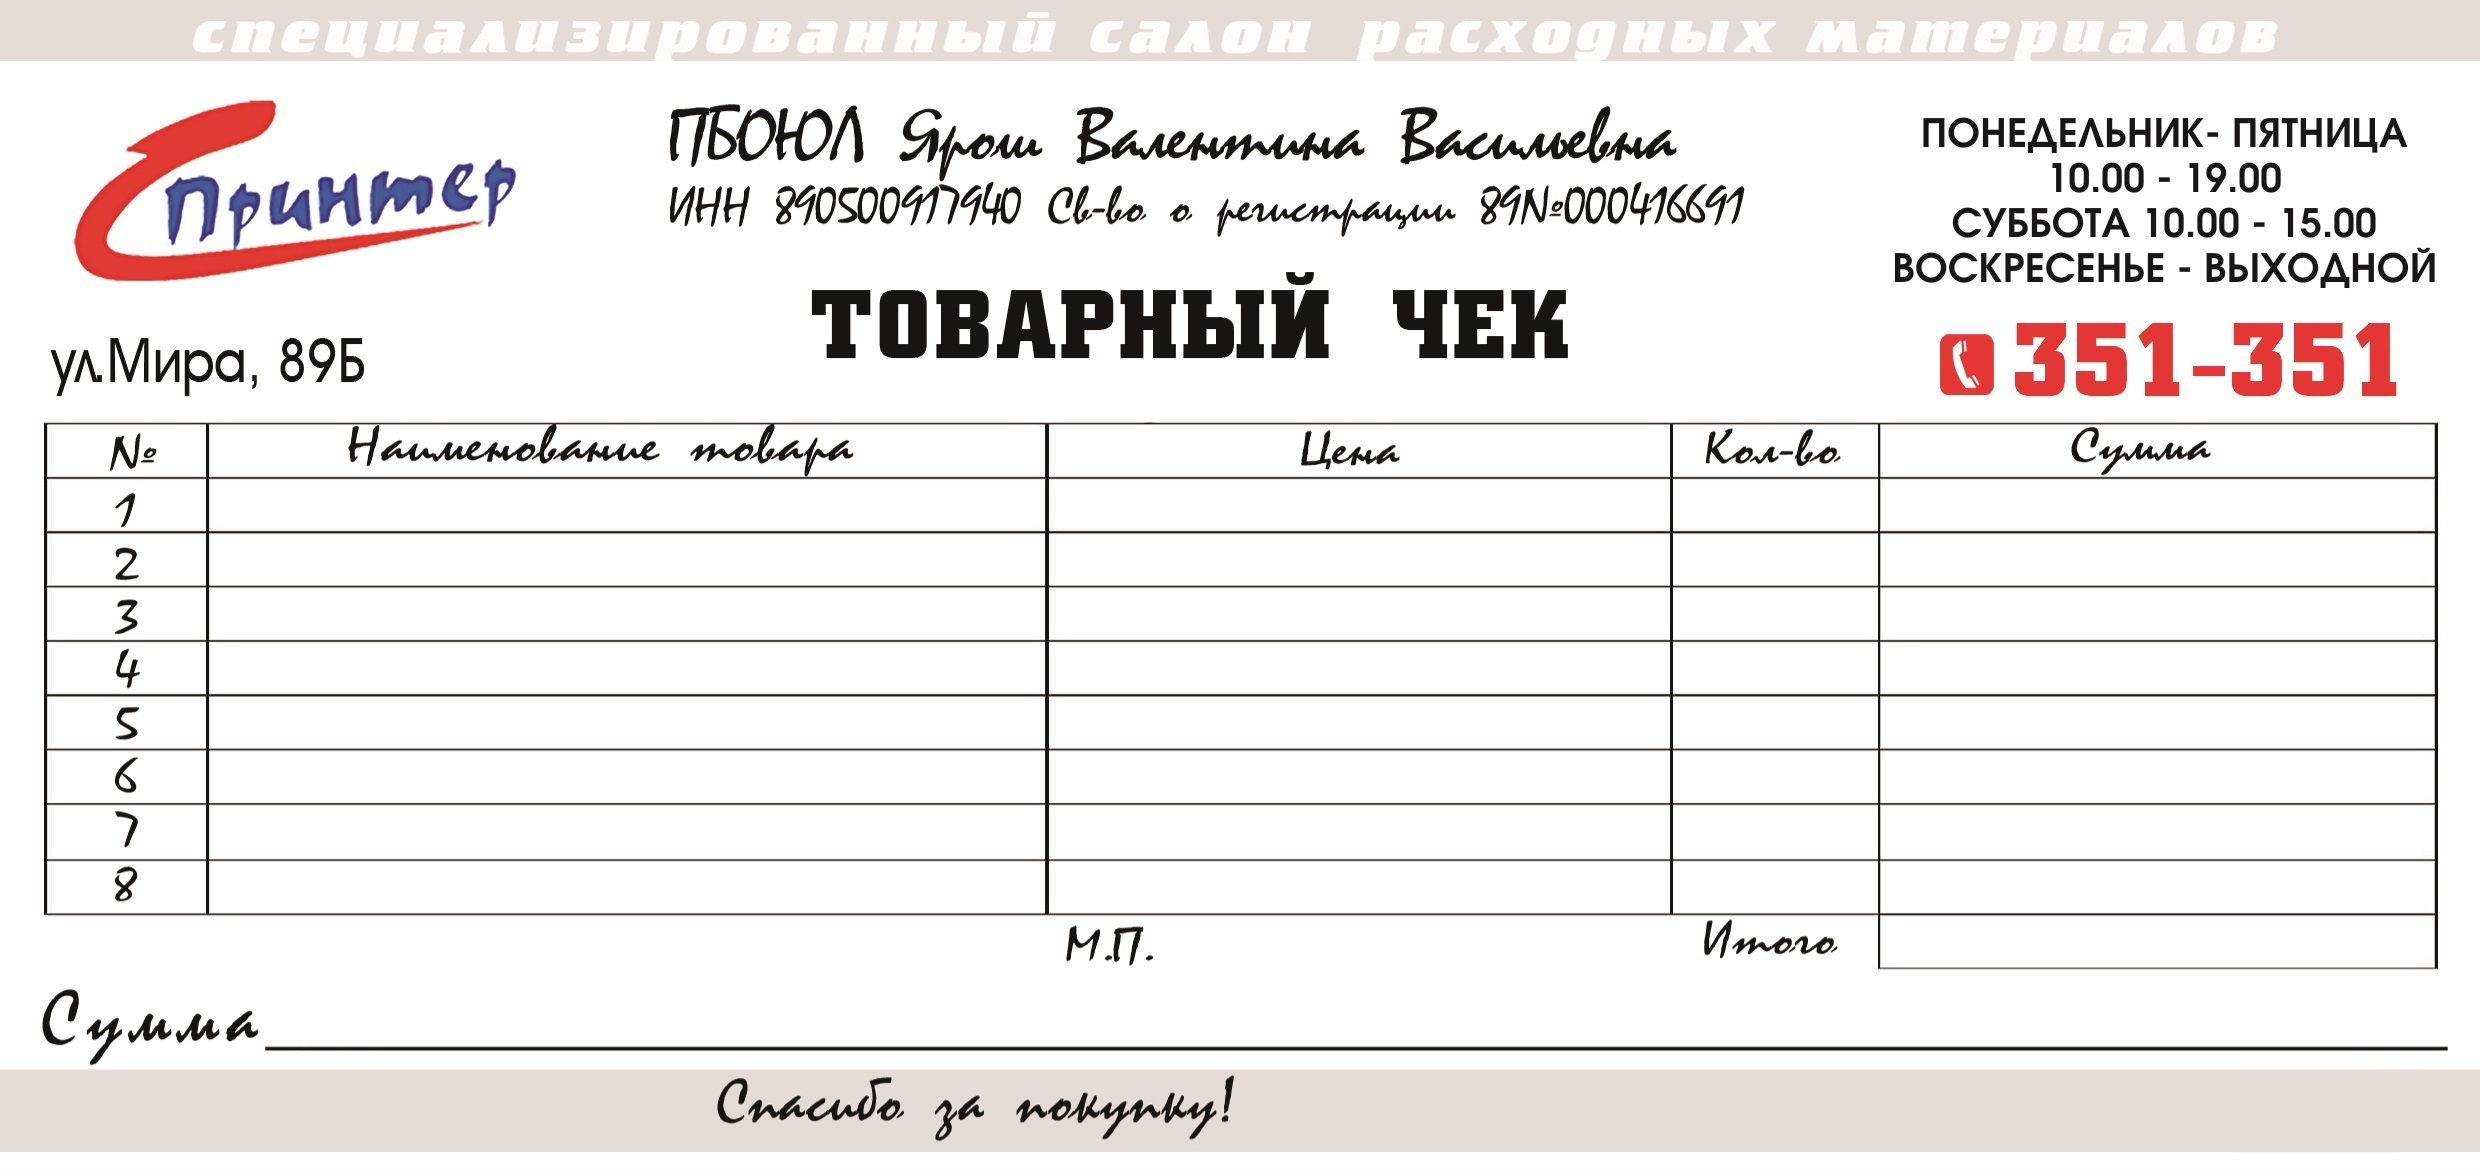 специализированный салон расходных материалов
Принтер
ул.Мира, 89Б
ПБОЮЛ Ярош Валентина Васильевна
ИНН 890500917940 Св-во о регистрации 89№000416691
ТОВАРНЫЙ ЧЕК
ПОНЕДЕЛЬНИК- ПЯТНИЦА
10.00 - 19.00
СУББОТА 10.00 - 15.00
ВОСКРЕСЕНЬЕ - ВЫХОДНОЙ
351-351
№ Наименование товара Цена Кол-во Сумма
1
2
3
4
5
6
7
8
М.П. Итого
Сумма
Спасибо за покупку!